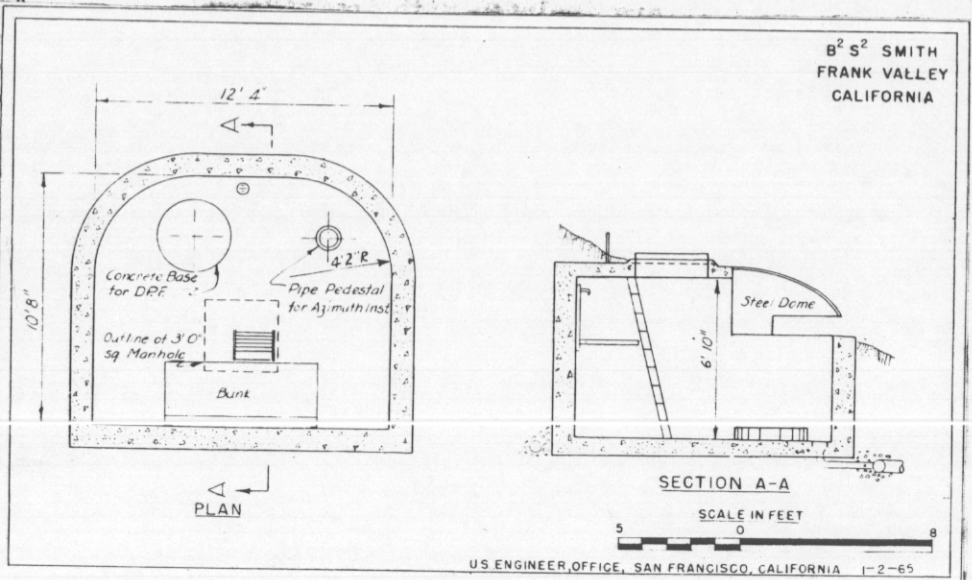 B² S² SMITH
FRANK VALLEY
CALIFORNIA
12' 4"
A
10'8"
4'2"R
Concrete Base
for D.P.F.
Pipe Pedestal
for Azimuth Inst
Outline of 3'0"
sq Manhole
Bunk
A
PLAN
Steel Dome
6' 10"
SECTION A-A
SCALE IN FEET
5 0 8
US ENGINEER, OFFICE, SAN FRANCISCO, CALIFORNIA 1-2-65